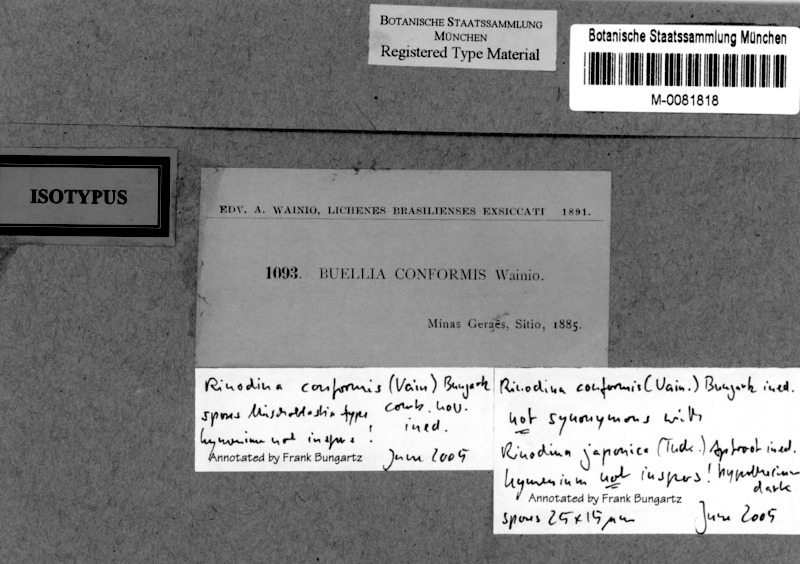 BOTANISCHE STAATSSAMMLUNG
MÜNCHEN
Registered Type Material
Botanische Staatssammlung München
M-0081818
ISOTYPUS
EDV. A. WAINIO, LICHENES BRASILIENSES EXSICCATI 1891.
1093. BUELLIA CONFORMIS Wainio.
Minas Geraës, Sitio, 1885.
Rinodina conformis (Vain) Bungartz
spores Mischoblastia type comb. nov.
ined.
hymenium not inspers!
Annotated by Frank Bungartz June 2005
Rinodina conformis (Vain.) Bungartz ined.
not synonymous with
Rinodina japonica (Tuck.) Aptroot ined.
hymenium not inspers! hypothecium
dark
Annotated by Frank Bungartz
spores 25 x 15 µm June 2005